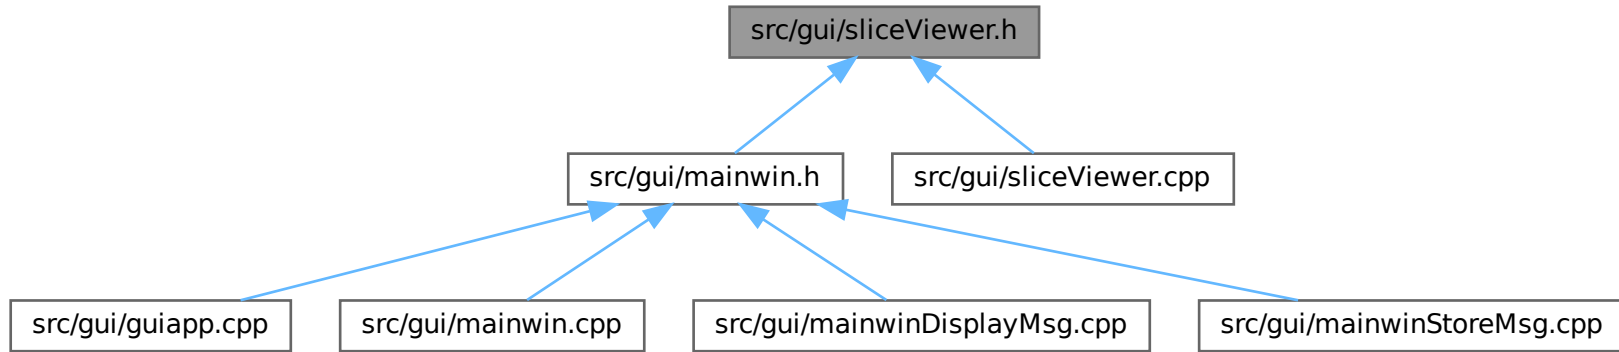 src/gui/sliceViewer.h
src/gui/mainwin.h
src/gui/sliceViewer.cpp
src/gui/guiapp.cpp
src/gui/mainwin.cpp
src/gui/mainwinDisplayMsg.cpp
src/gui/mainwinStoreMsg.cpp